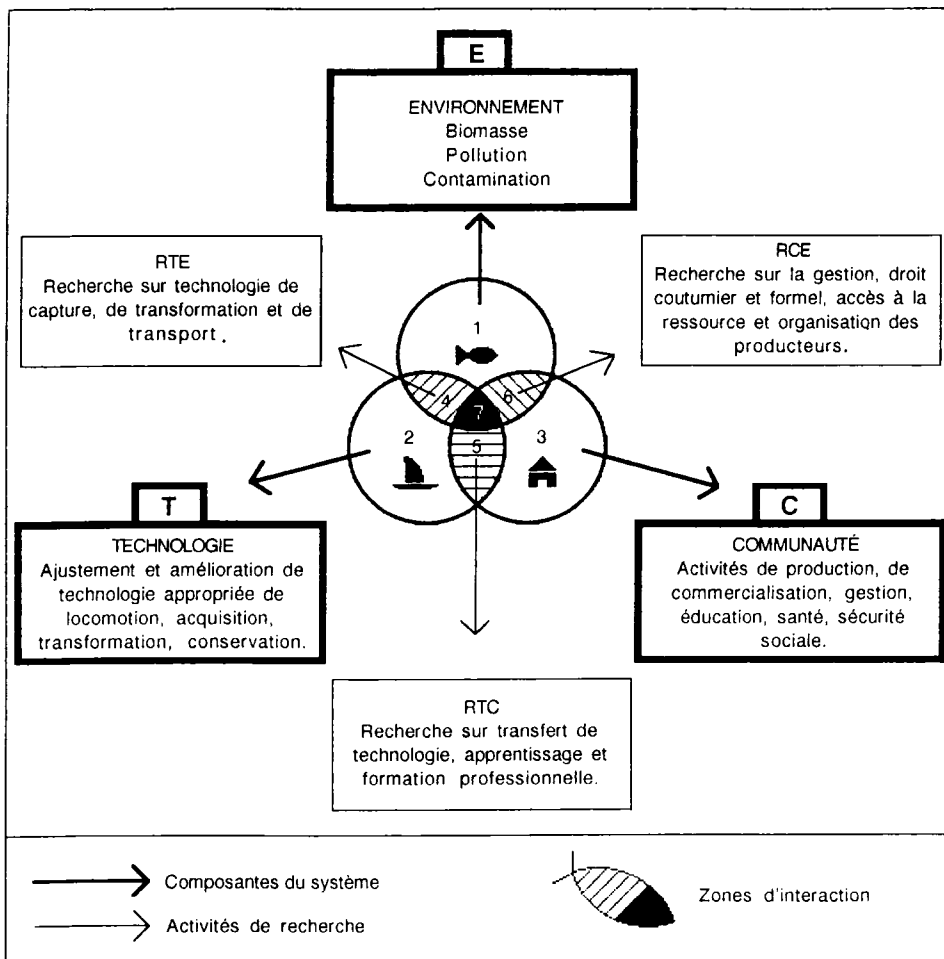 E
ENVIRONNEMENT
Biomasse
Pollution
Contamination
RTE
Recherche sur technologie de
capture, de transformation et de
transport.
RCE
Recherche sur la gestion, droit
coutumier et formel, accès à la
ressource et organisation des
producteurs.
1
4
7
6
2
5
3
T
TECHNOLOGIE
Ajustement et amélioration de
technologie appropriée de
locomotion, acquisition,
transformation, conservation.
C
COMMUNAUTÉ
Activités de production, de
commercialisation, gestion,
éducation, santé, sécurité
sociale.
RTC
Recherche sur transfert de
technologie, apprentissage et
formation professionnelle.
Composantes du système
Activités de recherche
Zones d'interaction